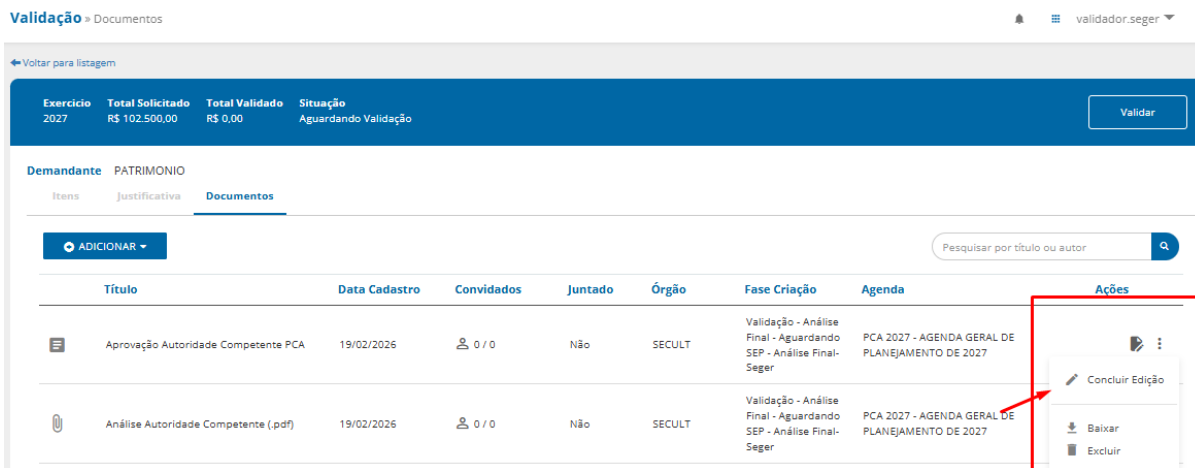 Validação » Documentos
validador.seger
Voltar para listagem
Exercício Total Solicitado Total Validado Situação
2027 R$ 102.500,00 R$ 0,00 Aguardando Validação
Validar
Demandante PATRIMONIO
Itens Justificativa Documentos
ADICIONAR
Pesquisar por título ou autor
Título Data Cadastro Convidados Juntado Órgão Fase Criação Agenda Ações
Aprovação Autoridade Competente PCA 19/02/2026 0 / 0 Não SECULT
Validação - Análise
Final - Aguardando
SEP - Análise Final-
Seger
PCA 2027 - AGENDA GERAL DE
PLANEJAMENTO DE 2027
Concluir Edição
Análise Autoridade Competente (.pdf) 19/02/2026 0 / 0 Não SECULT
Validação - Análise
Final - Aguardando
SEP - Análise Final-
Seger
PCA 2027 - AGENDA GERAL DE
PLANEJAMENTO DE 2027
Baixar
Excluir